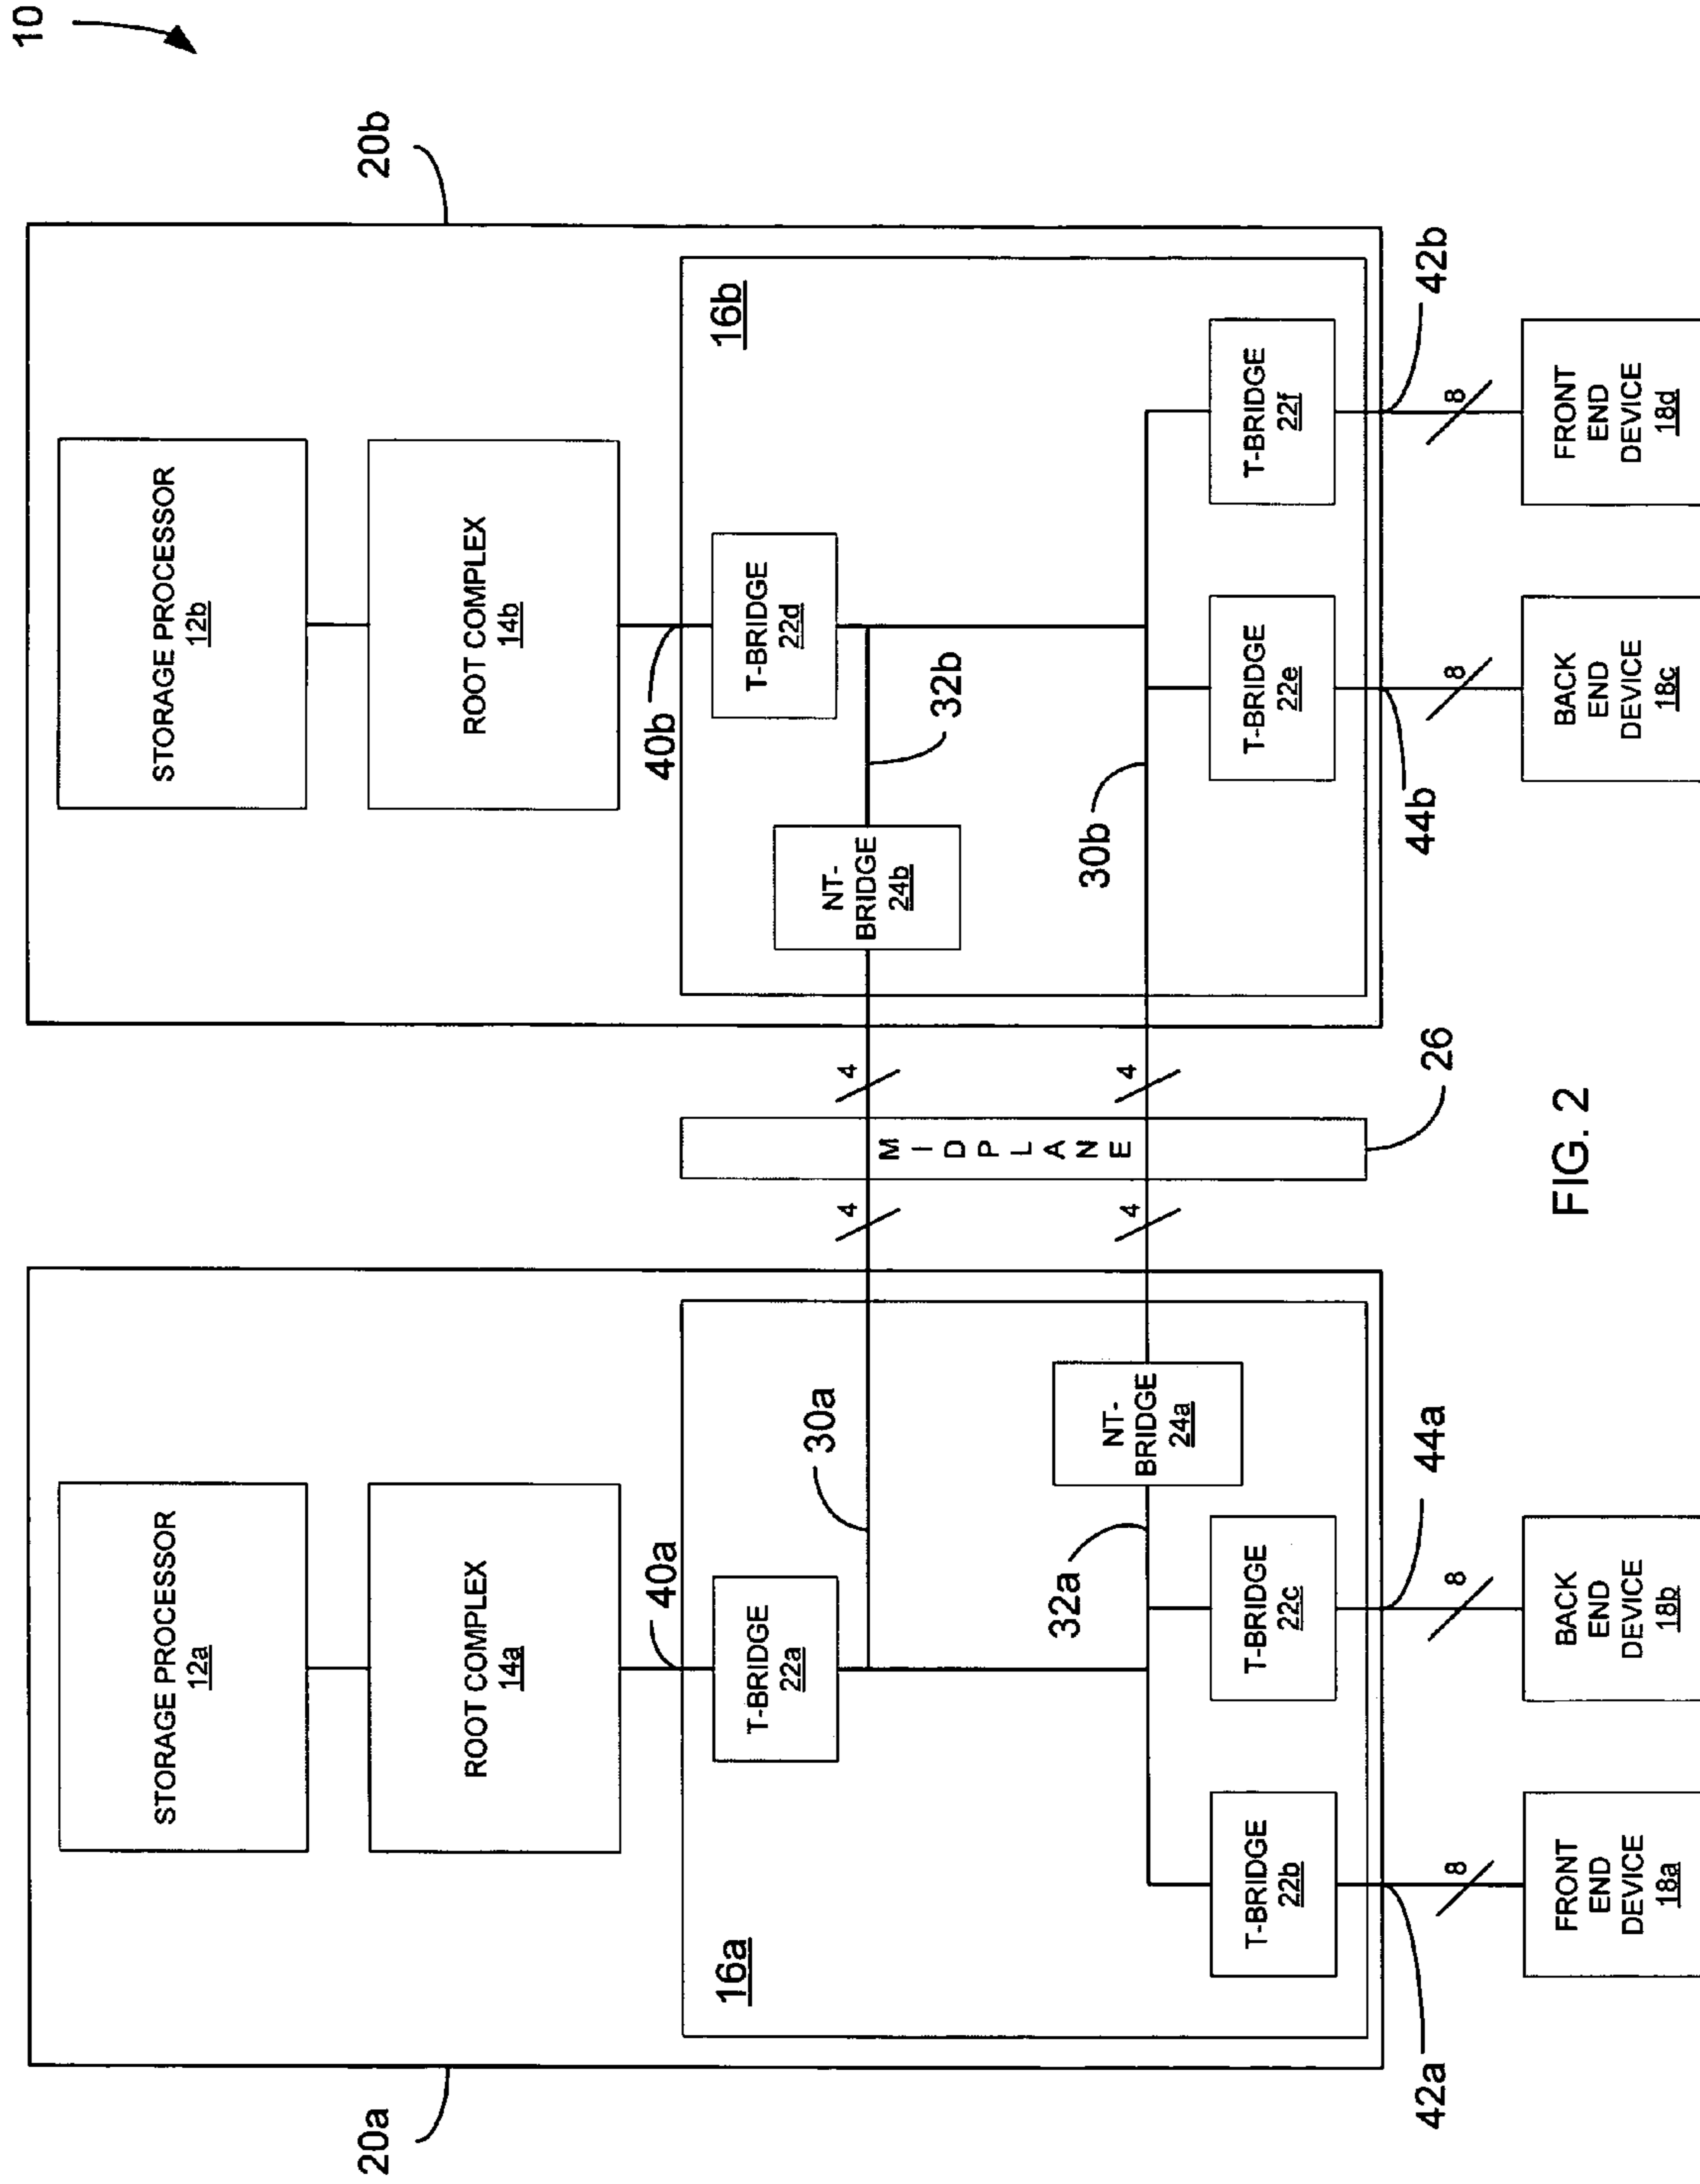 10
20a
20b
STORAGE PROCESSOR
12a
STORAGE PROCESSOR
12b
ROOT COMPLEX
14a
ROOT COMPLEX
14b
40a
40b
16a
16b
T-BRIDGE
22a
T-BRIDGE
22d
30a
32b
NT-
BRIDGE
24b
4
4
MIDPLANE
4
4
32a
NT-
BRIDGE
24a
30b
T-BRIDGE
22b
T-BRIDGE
22c
T-BRIDGE
22e
T-BRIDGE
22f
42a
44a
26
44b
42b
8
8
8
8
FRONT
END
DEVICE
18a
BACK
END
DEVICE
18b
BACK
END
DEVICE
18c
FRONT
END
DEVICE
18d
FIG. 2